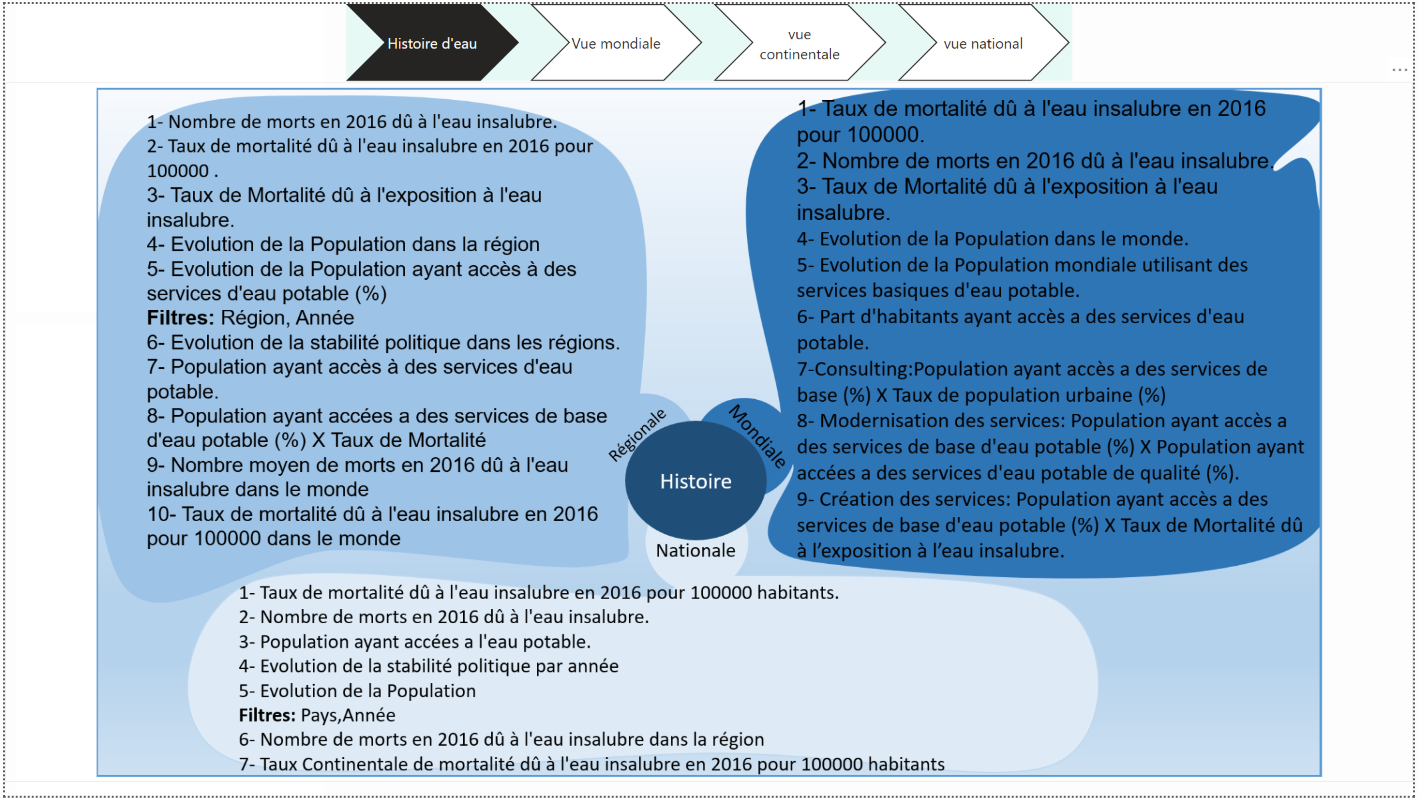 Histoire d'eau
Vue mondiale
vue
continentale
vue national
...
1- Nombre de morts en 2016 dû à l'eau insalubre.
2- Taux de mortalité dû à l'eau insalubre en 2016 pour
100000 .
3- Taux de Mortalité dû à l'exposition à l'eau
insalubre.
4- Evolution de la Population dans la région
5- Evolution de la Population ayant accès à des
services d'eau potable (%)
Filtres: Région, Année
6- Evolution de la stabilité politique dans les régions.
7- Population ayant accès à des services d'eau
potable.
8- Population ayant accées a des services de base
d'eau potable (%) X Taux de Mortalité
9- Nombre moyen de morts en 2016 dû à l'eau
insalubre dans le monde
10- Taux de mortalité dû à l'eau insalubre en 2016
pour 100000 dans le monde
1- Taux de mortalité dû à l'eau insalubre en 2016
pour 100000.
2- Nombre de morts en 2016 dû à l'eau insalubre.
3- Taux de Mortalité dû à l'exposition à l'eau
insalubre.
4- Evolution de la Population dans le monde.
5- Evolution de la Population mondiale utilisant des
services basiques d'eau potable.
6- Part d'habitants ayant accès a des services d'eau
potable.
7-Consulting:Population ayant accès a des services de
base (%) X Taux de population urbaine (%)
8- Modernisation des services: Population ayant accès a
des services de base d'eau potable (%) X Population ayant
accées a des services d'eau potable de qualité (%).
9- Création des services: Population ayant accès a des
services de base d'eau potable (%) X Taux de Mortalité dû
à l’exposition à l’eau insalubre.
Régionale
Mondiale
Histoire
Nationale
1- Taux de mortalité dû à l'eau insalubre en 2016 pour 100000 habitants.
2- Nombre de morts en 2016 dû à l'eau insalubre.
3- Population ayant accées a l'eau potable.
4- Evolution de la stabilité politique par année
5- Evolution de la Population
Filtres: Pays,Année
6- Nombre de morts en 2016 dû à l'eau insalubre dans la région
7- Taux Continentale de mortalité dû à l'eau insalubre en 2016 pour 100000 habitants